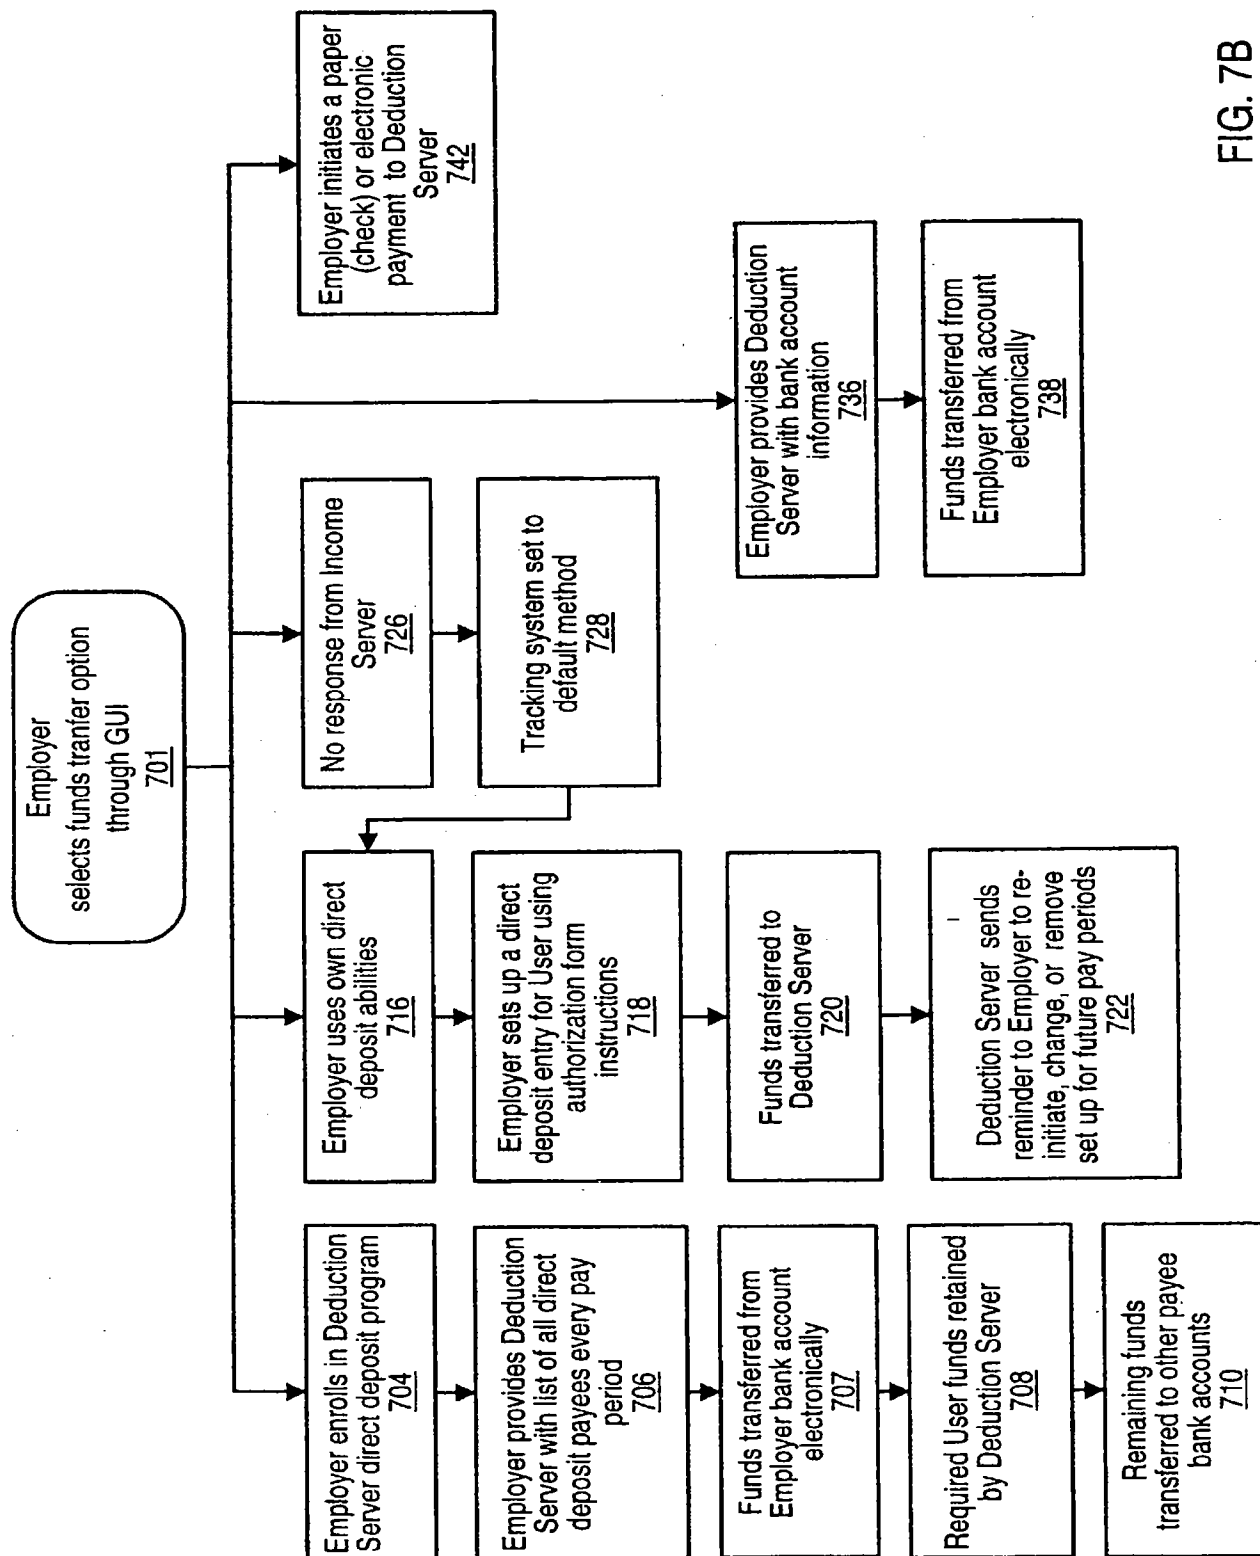 Employer
selects funds tranfer option
through GUI
701
Employer enrolls in Deduction
Server direct deposit program
704
Employer provides Deduction
Server with list of all direct
deposit payees every pay
period
706
Funds transferred from
Employer bank account
electronically
707
Required User funds retained
by Deduction Server
708
Remaining funds
transferred to other payee
bank accounts
710
Employer uses own direct
deposit abilities
716
Employer sets up a direct
deposit entry for User using
authorization form
instructions
718
Funds transferred to
Deduction Server
720
Deduction Server sends
reminder to Employer to re-
initiate, change, or remove
set up for future pay periods
722
No response from Income
Server
726
Tracking system set to
default method
728
Employer provides Deduction
Server with bank account
information
736
Funds transferred from
Employer bank account
electronically
738
Employer initiates a paper
(check) or electronic
payment to Deduction
Server
742
FIG. 7B